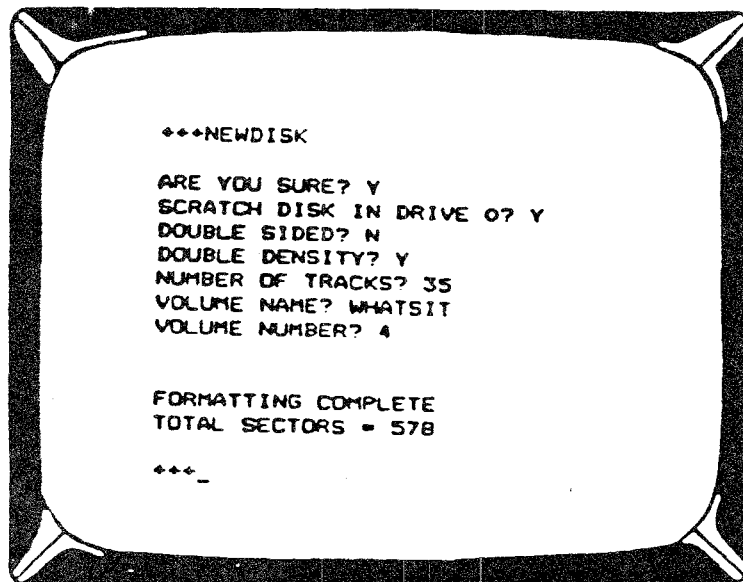 +++NEWDISK
ARE YOU SURE? Y
SCRATCH DISK IN DRIVE 0? Y
DOUBLE SIDED? N
DOUBLE DENSITY? Y
NUMBER OF TRACKS? 35
VOLUME NAME? WHATSIT
VOLUME NUMBER? 4
FORMATTING COMPLETE
TOTAL SECTORS = 578
+++_